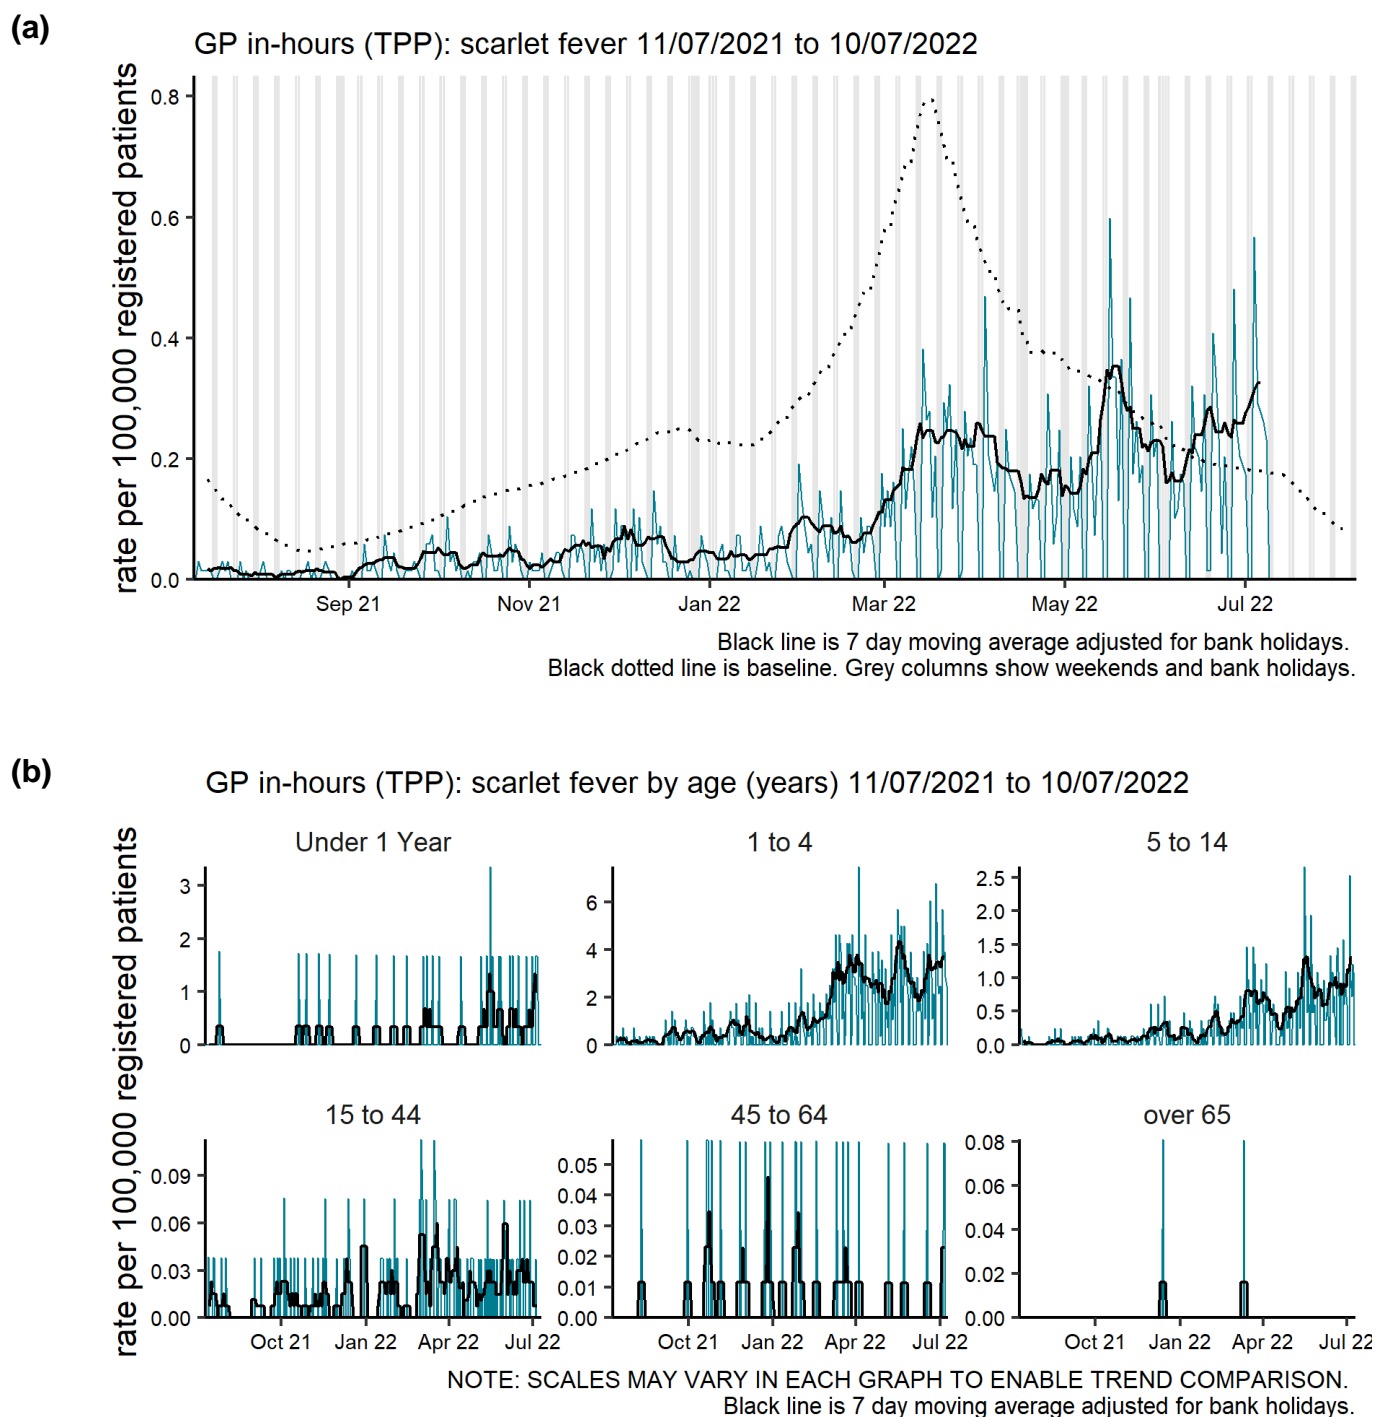 (a)
GP in-hours (TPP): scarlet fever 11/07/2021 to 10/07/2022
rate per 100,000 registered patients
0.8
0.6
0.4
0.2
0.0
Sep 21 Nov 21 Jan 22 Mar 22 May 22 Jul 22
Black line is 7 day moving average adjusted for bank holidays.
Black dotted line is baseline. Grey columns show weekends and bank holidays.
(b)
GP in-hours (TPP): scarlet fever by age (years) 11/07/2021 to 10/07/2022
rate per 100,000 registered patients
Under 1 Year
3
2
1
0
1 to 4
6
4
2
0
5 to 14
2.5
2.0
1.5
1.0
0.5
0.0
15 to 44
0.09
0.06
0.03
0.00
Oct 21 Jan 22 Apr 22 Jul 22
45 to 64
0.05
0.04
0.03
0.02
0.01
0.00
Oct 21 Jan 22 Apr 22 Jul 22
over 65
0.08
0.06
0.04
0.02
0.00
Oct 21 Jan 22 Apr 22 Jul 22
NOTE: SCALES MAY VARY IN EACH GRAPH TO ENABLE TREND COMPARISON.
Black line is 7 day moving average adjusted for bank holidays.